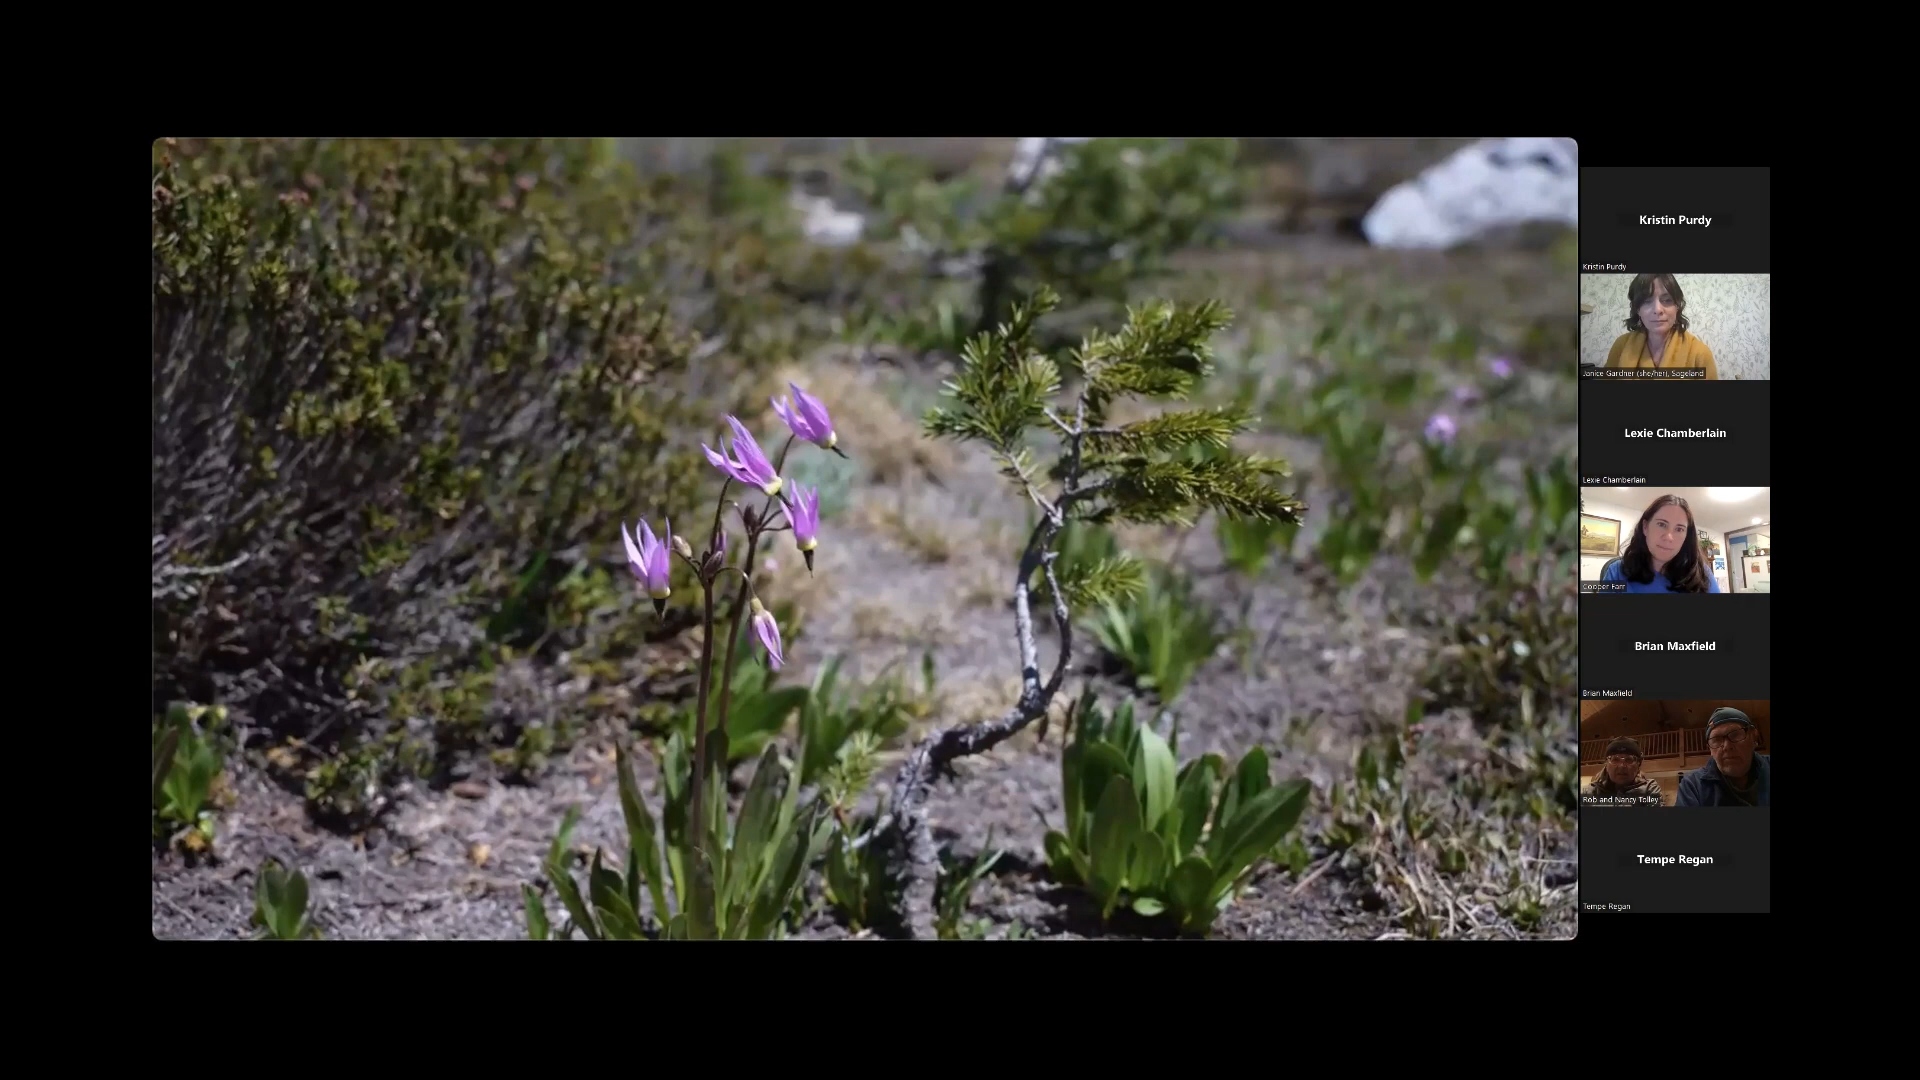 Kristin Purdy
Kristin Purdy
Janice Gardner (she/her), Sageland
Lexie Chamberlain
Lexie Chamberlain
Cooper Farr
Brian Maxfield
Brian Maxfield
Rob and Nancy Tolley
Tempe Regan
Tempe Regan